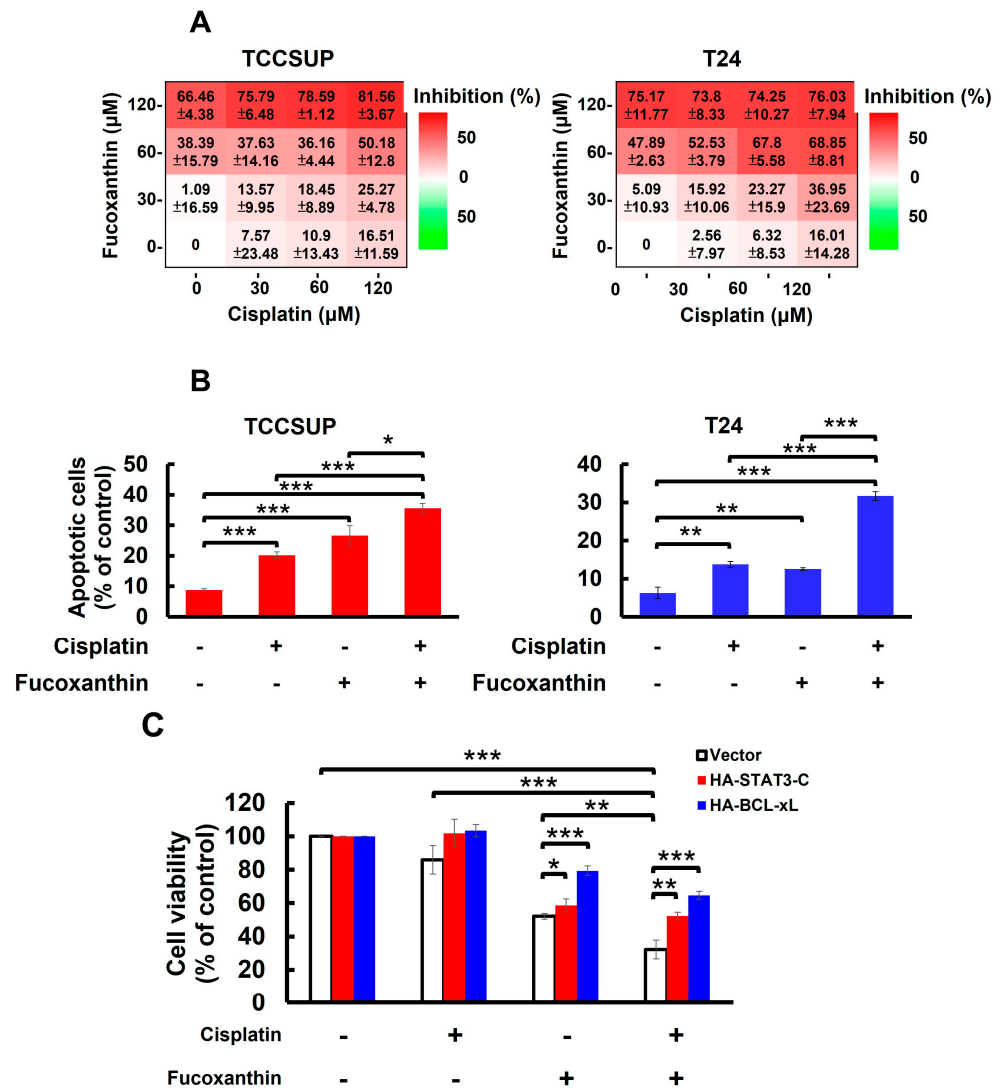 A
TCCSUP
T24
Fucoxanthin (µM)
120-
66.46 75.79 78.59 81.56
±4.38 ±6.48 ±1.12 ±3.67
60-
38.39 37.63 36.16 50.18
±15.79 ±14.16 ±4.44 ±12.8
30-
1.09 13.57 18.45 25.27
±16.59 ±9.95 ±8.89 ±4.78
0-
0 7.57 10.9 16.51
±23.48 ±13.43 ±11.59
0 30 60 120
Cisplatin (µM)
Inhibition (%)
50
0
50
Fucoxanthin (µM)
120-
75.17 73.8 74.25 76.03
±11.77 ±8.33 ±10.27 ±7.94
60-
47.89 52.53 67.8 68.85
±2.63 ±3.79 ±5.58 ±8.81
30-
5.09 15.92 23.27 36.95
±10.93 ±10.06 ±15.9 ±23.69
0-
0 2.56 6.32 16.01
±7.97 ±8.53 ±14.28
0 30 60 120
Cisplatin (µM)
Inhibition (%)
50
0
50
B
TCCSUP
Apoptotic cells
(% of control)
50
40
30
20
10
0
*
***
***
***
***
Cisplatin - + - +
Fucoxanthin - - + +
T24
40
30
20
10
0
***
***
***
**
**
Cisplatin - + - +
Fucoxanthin - - + +
C
Vector
HA-STAT3-C
HA-BCL-xL
Cell viability
(% of control)
120
100
80
60
40
20
0
***
***
**
***
*
***
**
Cisplatin - + - +
Fucoxanthin - - + +